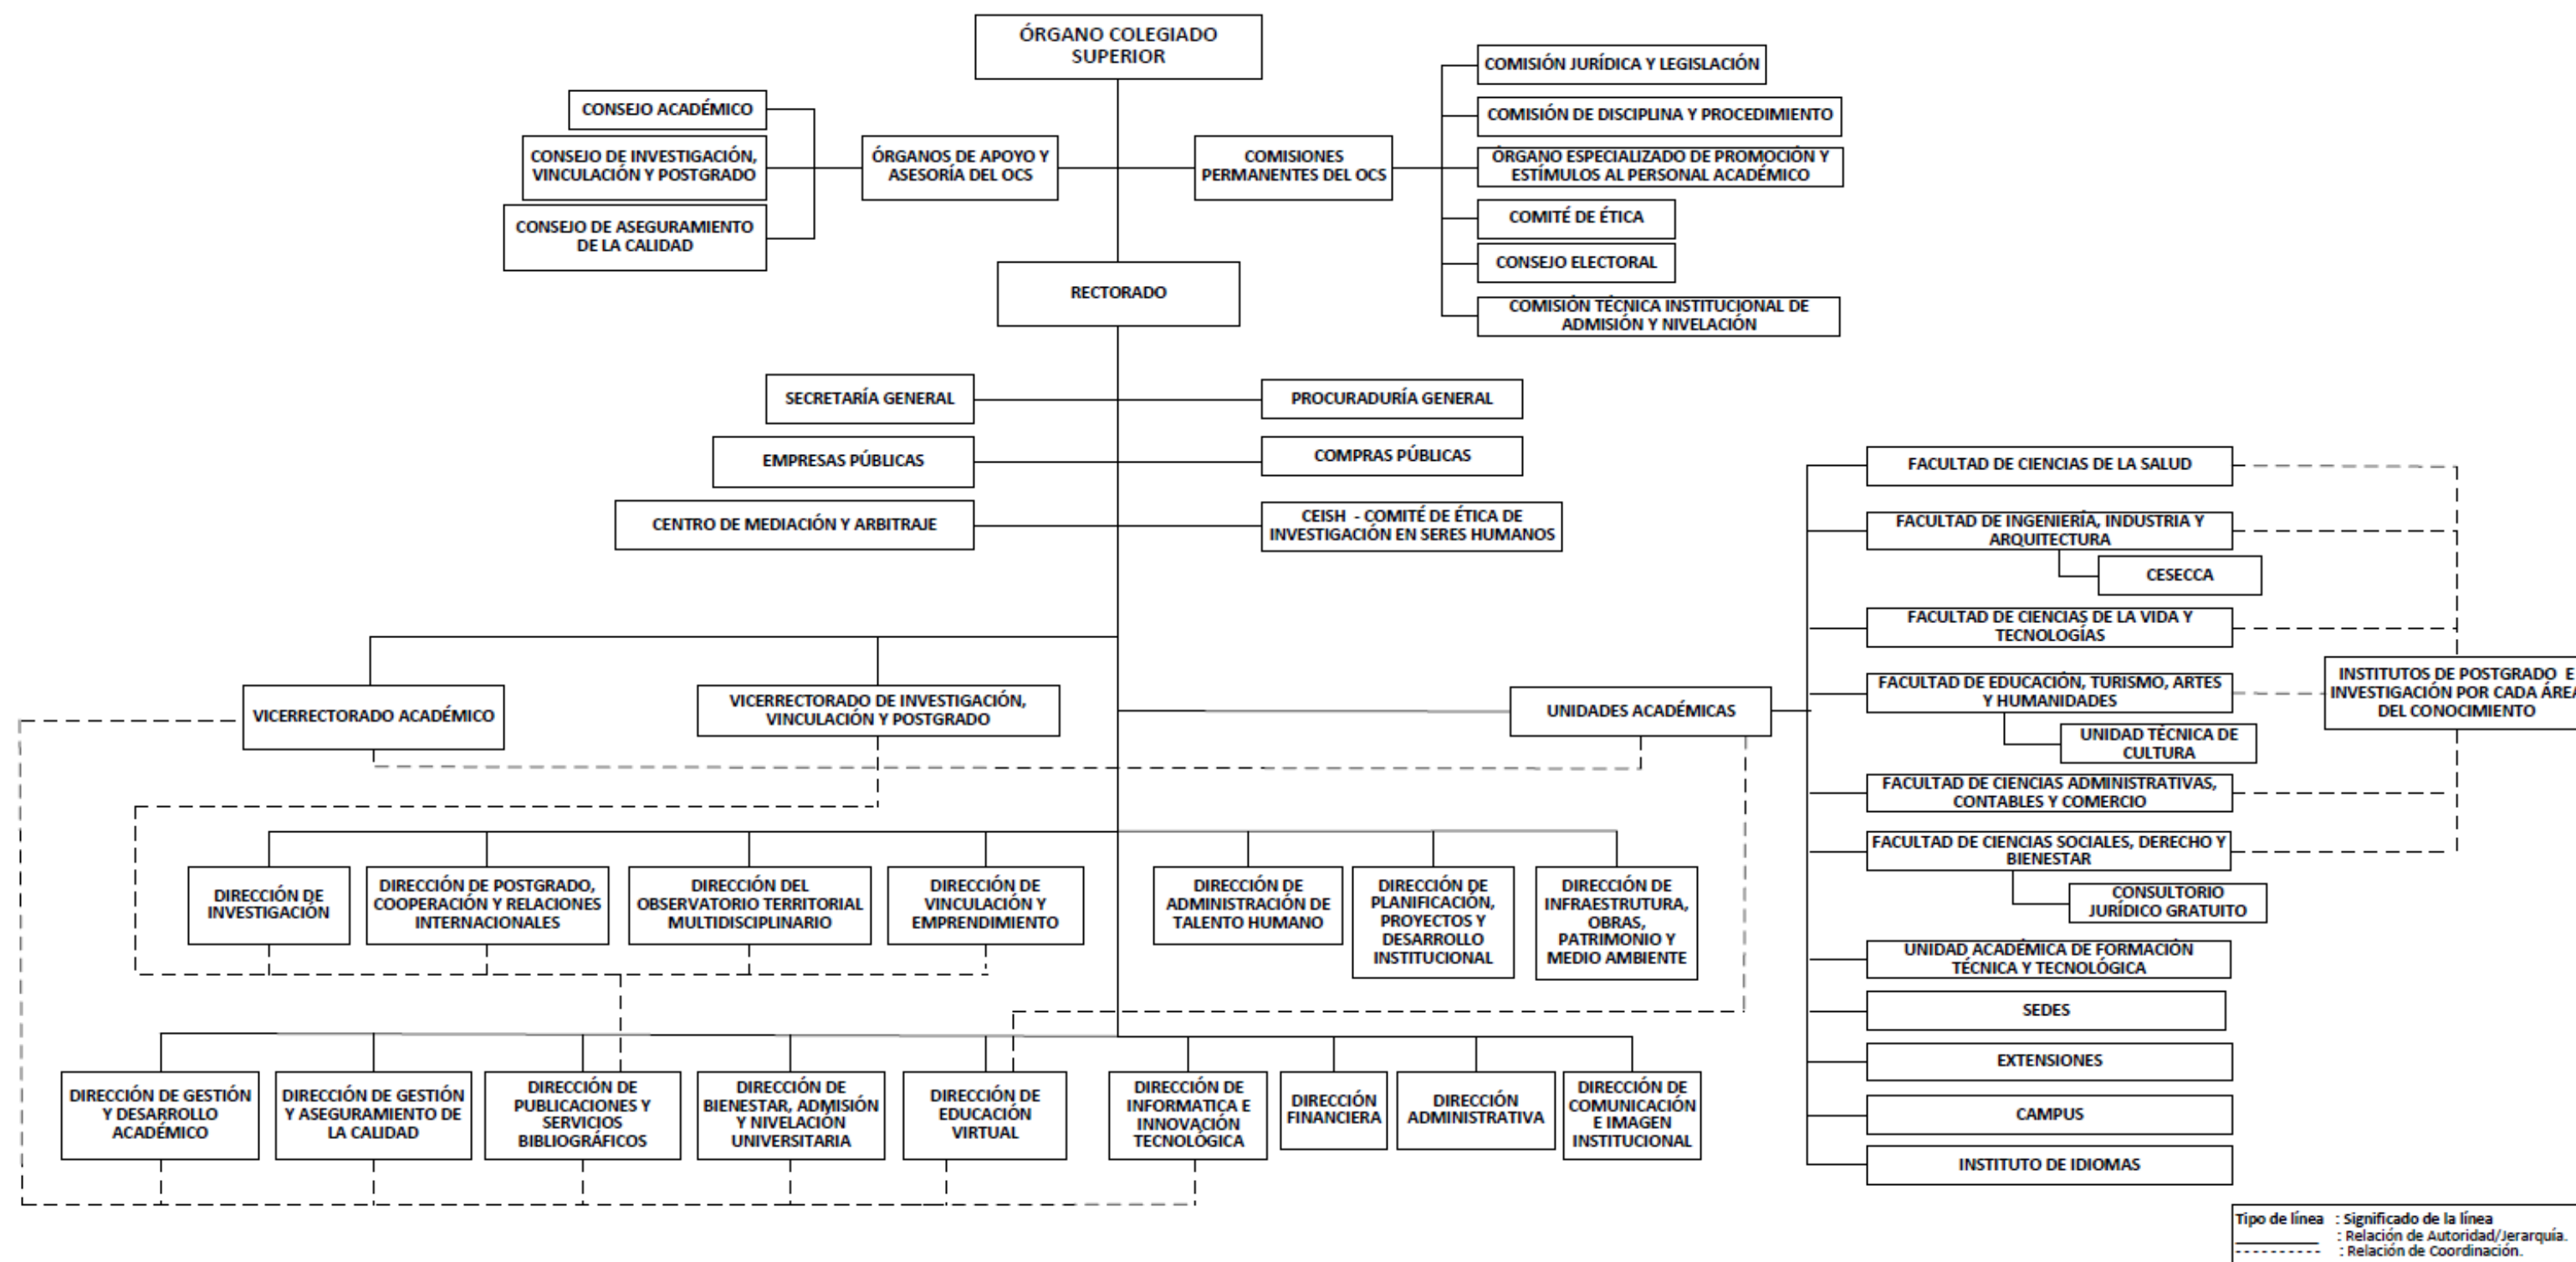 ÓRGANO COLEGIADO
SUPERIOR
CONSEJO ACADÉMICO
CONSEJO DE INVESTIGACIÓN,
VINCULACIÓN Y POSTGRADO
CONSEJO DE ASEGURAMIENTO
DE LA CALIDAD
ÓRGANOS DE APOYO Y
ASESORÍA DEL OCS
COMISIONES
PERMANENTES DEL OCS
COMISIÓN JURÍDICA Y LEGISLACIÓN
COMISIÓN DE DISCIPLINA Y PROCEDIMIENTO
ÓRGANO ESPECIALIZADO DE PROMOCIÓN Y
ESTÍMULOS AL PERSONAL ACADÉMICO
COMITÉ DE ÉTICA
CONSEJO ELECTORAL
COMISIÓN TÉCNICA INSTITUCIONAL DE
ADMISIÓN Y NIVELACIÓN
RECTORADO
SECRETARÍA GENERAL
PROCURADURÍA GENERAL
EMPRESAS PÚBLICAS
COMPRAS PÚBLICAS
CENTRO DE MEDIACIÓN Y ARBITRAJE
CEISH - COMITÉ DE ÉTICA DE
INVESTIGACIÓN EN SERES HUMANOS
VICERRECTORADO ACADÉMICO
VICERRECTORADO DE INVESTIGACIÓN,
VINCULACIÓN Y POSTGRADO
UNIDADES ACADÉMICAS
FACULTAD DE CIENCIAS DE LA SALUD
FACULTAD DE INGENIERÍA, INDUSTRIA Y
ARQUITECTURA
CESECCA
FACULTAD DE CIENCIAS DE LA VIDA Y
TECNOLOGÍAS
FACULTAD DE EDUCACIÓN, TURISMO, ARTES
Y HUMANIDADES
UNIDAD TÉCNICA DE
CULTURA
FACULTAD DE CIENCIAS ADMINISTRATIVAS,
CONTABLES Y COMERCIO
FACULTAD DE CIENCIAS SOCIALES, DERECHO Y
BIENESTAR
CONSULTORIO
JURÍDICO GRATUITO
UNIDAD ACADÉMICA DE FORMACIÓN
TÉCNICA Y TECNOLÓGICA
SEDES
EXTENSIONES
CAMPUS
INSTITUTO DE IDIOMAS
INSTITUTOS DE POSTGRADO E
INVESTIGACIÓN POR CADA ÁREA
DEL CONOCIMIENTO
DIRECCIÓN DE
INVESTIGACIÓN
DIRECCIÓN DE POSTGRADO,
COOPERACIÓN Y RELACIONES
INTERNACIONALES
DIRECCIÓN DEL
OBSERVATORIO TERRITORIAL
MULTIDISCIPLINARIO
DIRECCIÓN DE
VINCULACIÓN Y
EMPRENDIMIENTO
DIRECCIÓN DE
ADMINISTRACIÓN DE
TALENTO HUMANO
DIRECCIÓN DE
PLANIFICACIÓN,
PROYECTOS Y
DESARROLLO
INSTITUCIONAL
DIRECCIÓN DE
INFRAESTRUTURA,
OBRAS,
PATRIMONIO Y
MEDIO AMBIENTE
DIRECCIÓN DE GESTIÓN
Y DESARROLLO
ACADÉMICO
DIRECCIÓN DE GESTIÓN
Y ASEGURAMIENTO DE
LA CALIDAD
DIRECCIÓN DE
PUBLICACIONES Y
SERVICIOS
BIBLIOGRÁFICOS
DIRECCIÓN DE
BIENESTAR, ADMISIÓN
Y NIVELACIÓN
UNIVERSITARIA
DIRECCIÓN DE
EDUCACIÓN
VIRTUAL
DIRECCIÓN DE
INFORMATICA E
INNOVACIÓN
TECNOLÓGICA
DIRECCIÓN
FINANCIERA
DIRECCIÓN
ADMINISTRATIVA
DIRECCIÓN DE
COMUNICACIÓN
E IMAGEN
INSTITUCIONAL
Tipo de línea : Significado de la línea
: Relación de Autoridad/Jerarquía.
: Relación de Coordinación.